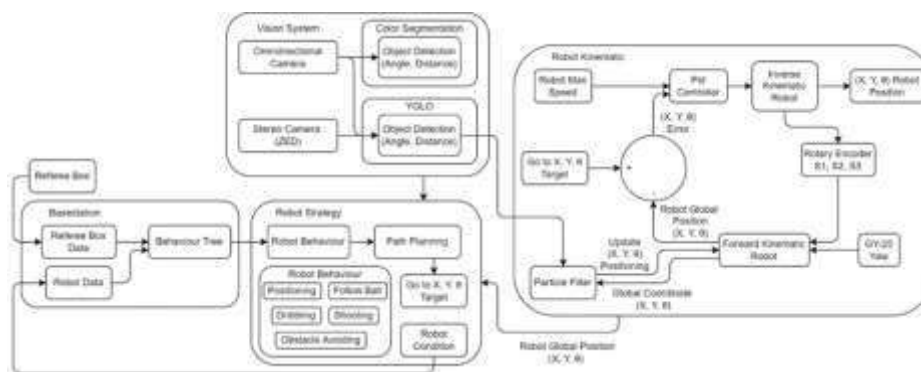 Vision System
Omnidirectional
Camera
Stereo Camera
(ZED)
Color Segmentation
Object Detection
(Angle, Distance)
YOLO
Object Detection
(Angle, Distance)
Referee Box
Basestation
Referee Box
Data
Robot Data
Behaviour Tree
Robot Strategy
Robot Behaviour
Path Planning
Robot Behaviour
Positioning
Follow Ball
Dribbling
Shooting
Obstacle Avoiding
Go to X, Y, θ
Target
Robot
Condition
Robot Kinematic
Robot Max
Speed
PID
Controller
Inverse
Kinematic
Robot
(X, Y, θ) Robot
Position
(X, Y, θ)
Error
Go to X, Y, θ
Target
Rotary Encoder
S1, S2, S3
Robot Global
Position
(X, Y, θ)
Update
(X, Y, θ)
Positioning
Forward Kinematic
Robot
GY-25
Yaw
Particle Filter
Global Coordinate
(X, Y, θ)
Robot Global Position
(X, Y, θ)